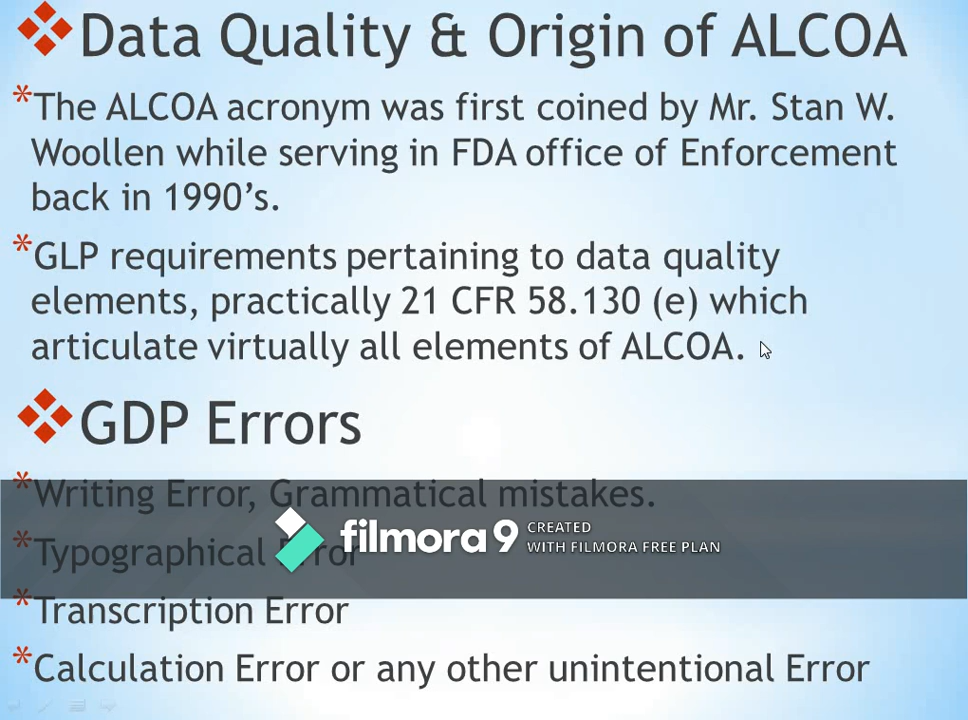 Data Quality & Origin of ALCOA
*The ALCOA acronym was first coined by Mr. Stan W.
Woollen while serving in FDA office of Enforcement
back in 1990’s.
*GLP requirements pertaining to data quality
elements, practically 21 CFR 58.130 (e) which
articulate virtually all elements of ALCOA.
GDP Errors
*Writing Error, Grammatical mistakes.
*Typographical Error
filmora9 CREATED
WITH FILMORA FREE PLAN
*Transcription Error
*Calculation Error or any other unintentional Error